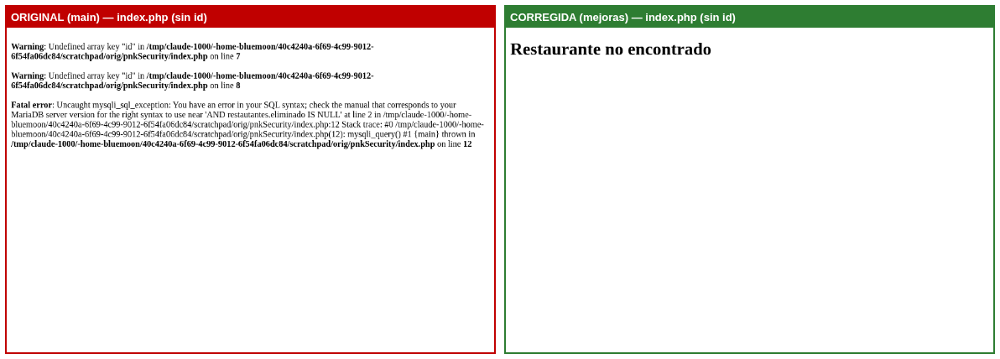 ORIGINAL (main) — index.php (sin id)
Warning: Undefined array key "id" in /tmp/claude-1000/-home-bluemoon/40c4240a-6f69-4c99-9012-
6f54fa06dc84/scratchpad/orig/pnkSecurity/index.php on line 7
Warning: Undefined array key "id" in /tmp/claude-1000/-home-bluemoon/40c4240a-6f69-4c99-9012-
6f54fa06dc84/scratchpad/orig/pnkSecurity/index.php on line 8
Fatal error: Uncaught mysqli_sql_exception: You have an error in your SQL syntax; check the manual that corresponds to your
MariaDB server version for the right syntax to use near 'AND restautantes.eliminado IS NULL' at line 2 in /tmp/claude-1000/-home-
bluemoon/40c4240a-6f69-4c99-9012-6f54fa06dc84/scratchpad/orig/pnkSecurity/index.php:12 Stack trace: #0 /tmp/claude-1000/-home-
bluemoon/40c4240a-6f69-4c99-9012-6f54fa06dc84/scratchpad/orig/pnkSecurity/index.php(12): mysqli_query() #1 {main} thrown in
/tmp/claude-1000/-home-bluemoon/40c4240a-6f69-4c99-9012-6f54fa06dc84/scratchpad/orig/pnkSecurity/index.php on line 12
CORREGIDA (mejoras) — index.php (sin id)
Restaurante no encontrado